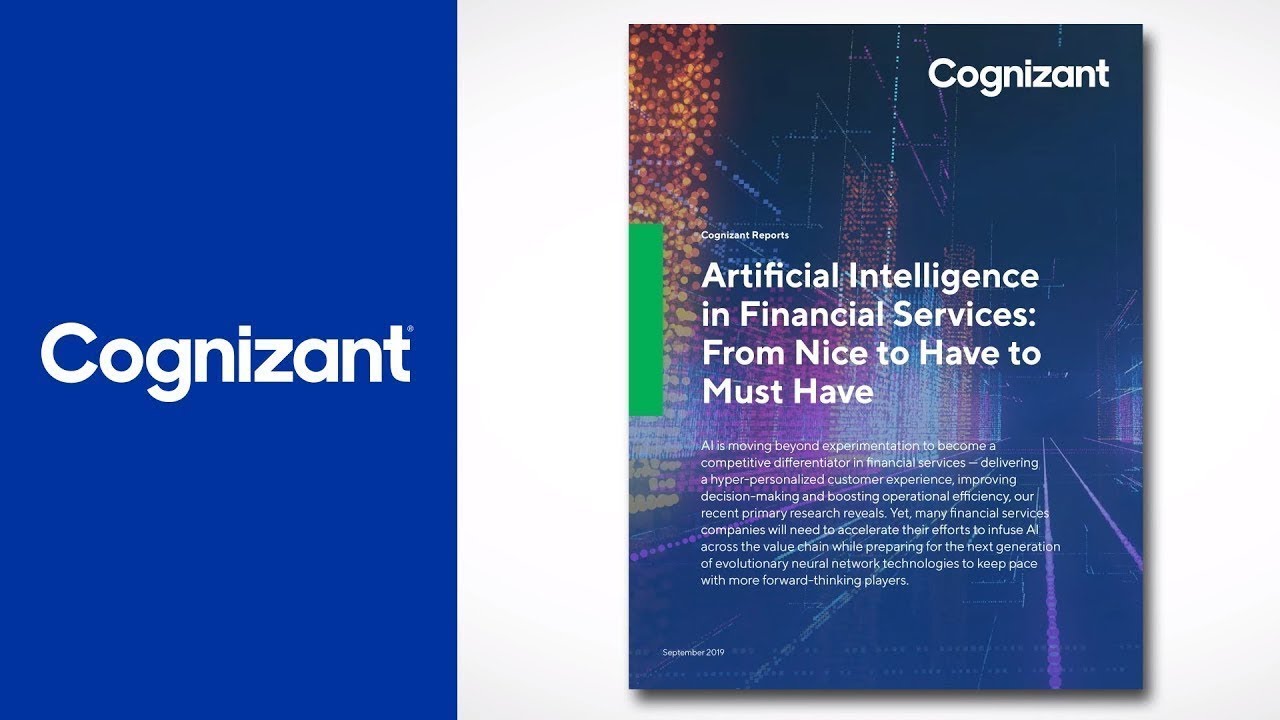 Cognizant®
Cognizant
Cognizant Reports
Artificial Intelligence
in Financial Services:
From Nice to Have to
Must Have
AI is moving beyond experimentation to become a
competitive differentiator in financial services — delivering
a hyper-personalized customer experience, improving
decision-making and boosting operational efficiency, our
recent primary research reveals. Yet, many financial services
companies will need to accelerate their efforts to infuse AI
across the value chain while preparing for the next generation
of evolutionary neural network technologies to keep pace
with more forward-thinking players.
September 2019